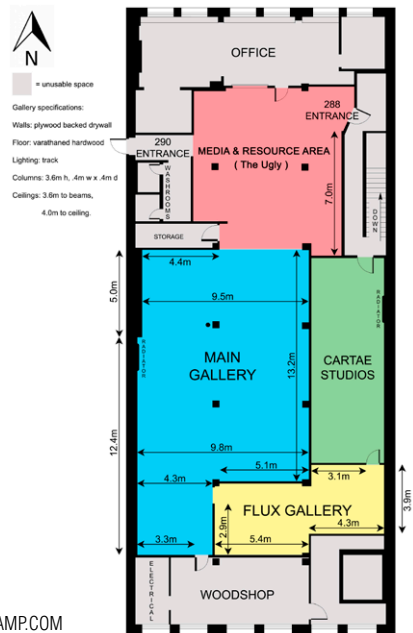 N
= unusable space
Gallery specifications:
Walls: plywood backed drywall
Floor: varathaned hardwood
Lighting: track
Columns: 3.6m h, .4m w x .4m d
Ceilings: 3.6m to beams,
4.0m to ceiling.
OFFICE
288
ENTRANCE
290
ENTRANCE
MEDIA & RESOURCE AREA
( The Ugly )
WASHROOMS
7.0m
DOWN
STORAGE
4.4m
5.0m
9.5m
RADIATOR
MAIN
GALLERY
13.2m
CARTAE
STUDIOS
RADIATOR
12.4m
9.8m
5.1m
3.1m
4.3m
FLUX GALLERY
3.9m
2.9m
4.3m
3.3m
5.4m
ELECTRICAL
WOODSHOP
AMP.COM